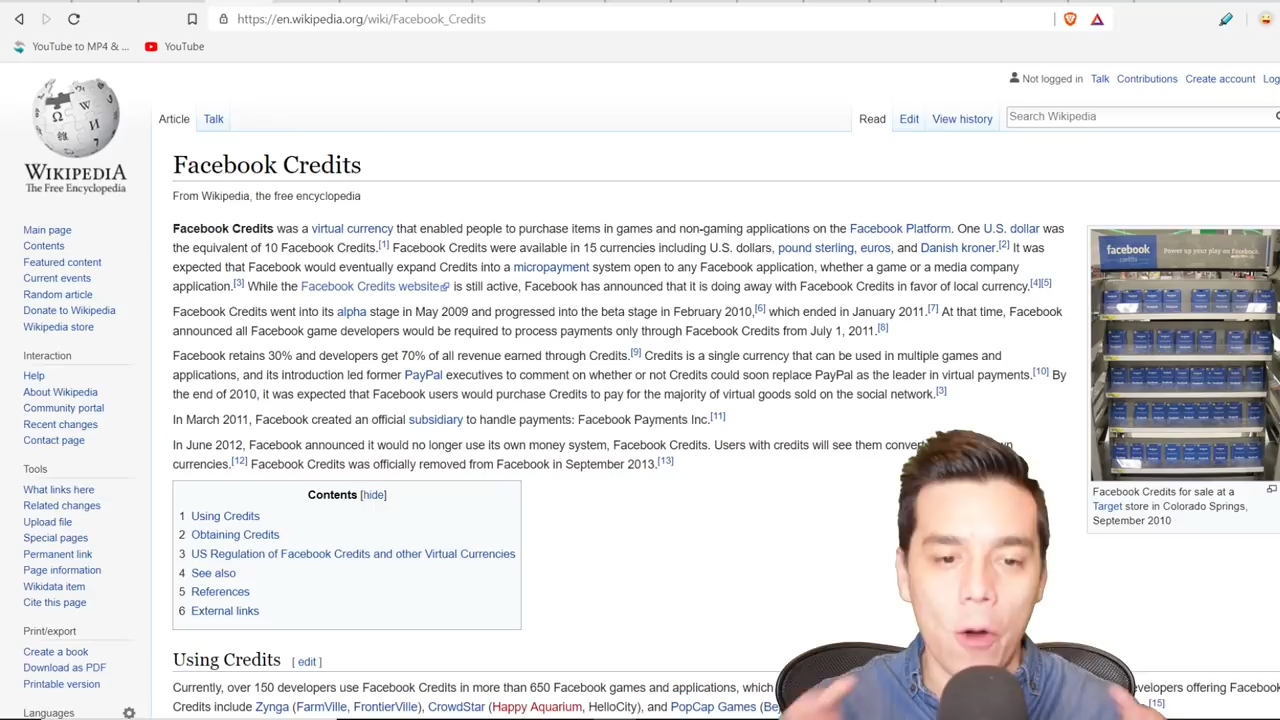 https://en.wikipedia.org/wiki/Facebook_Credits
YouTube to MP4 & ... YouTube
Not logged in Talk Contributions Create account Log
Article Talk Read Edit View history Search Wikipedia
WIKIPEDIA
The Free Encyclopedia
Main page
Contents
Featured content
Current events
Random article
Donate to Wikipedia
Wikipedia store
Interaction
Help
About Wikipedia
Community portal
Recent changes
Contact page
Tools
What links here
Related changes
Upload file
Special pages
Permanent link
Page information
Wikidata item
Cite this page
Print/export
Create a book
Download as PDF
Printable version
Languages
Facebook Credits
From Wikipedia, the free encyclopedia
Facebook Credits was a virtual currency that enabled people to purchase items in games and non-gaming applications on the Facebook Platform. One U.S. dollar was
the equivalent of 10 Facebook Credits.[1] Facebook Credits were available in 15 currencies including U.S. dollars, pound sterling, euros, and Danish kroner.[2] It was
expected that Facebook would eventually expand Credits into a micropayment system open to any Facebook application, whether a game or a media company
application.[3] While the Facebook Credits website is still active, Facebook has announced that it is doing away with Facebook Credits in favor of local currency.[4][5]
Facebook Credits went into its alpha stage in May 2009 and progressed into the beta stage in February 2010,[6] which ended in January 2011.[7] At that time, Facebook
announced all Facebook game developers would be required to process payments only through Facebook Credits from July 1, 2011.[8]
Facebook retains 30% and developers get 70% of all revenue earned through Credits.[9] Credits is a single currency that can be used in multiple games and
applications, and its introduction led former PayPal executives to comment on whether or not Credits could soon replace PayPal as the leader in virtual payments.[10] By
the end of 2010, it was expected that Facebook users would purchase Credits to pay for the majority of virtual goods sold on the social network.[3]
In March 2011, Facebook created an official subsidiary to handle payments: Facebook Payments Inc.[11]
In June 2012, Facebook announced it would no longer use its own money system, Facebook Credits. Users with credits will see them convert
currencies.[12] Facebook Credits was officially removed from Facebook in September 2013.[13]
Contents [hide]
1 Using Credits
2 Obtaining Credits
3 US Regulation of Facebook Credits and other Virtual Currencies
4 See also
5 References
6 External links
Using Credits [ edit ]
Currently, over 150 developers use Facebook Credits in more than 650 Facebook games and applications, which evelopers offering Facebook
Credits include Zynga (FarmVille, FrontierVille), CrowdStar (Happy Aquarium, HelloCity), and PopCap Games (Be [15]
facebook
credits
Power up your play on Facebook.
Facebook Credits for sale at a
Target store in Colorado Springs,
September 2010